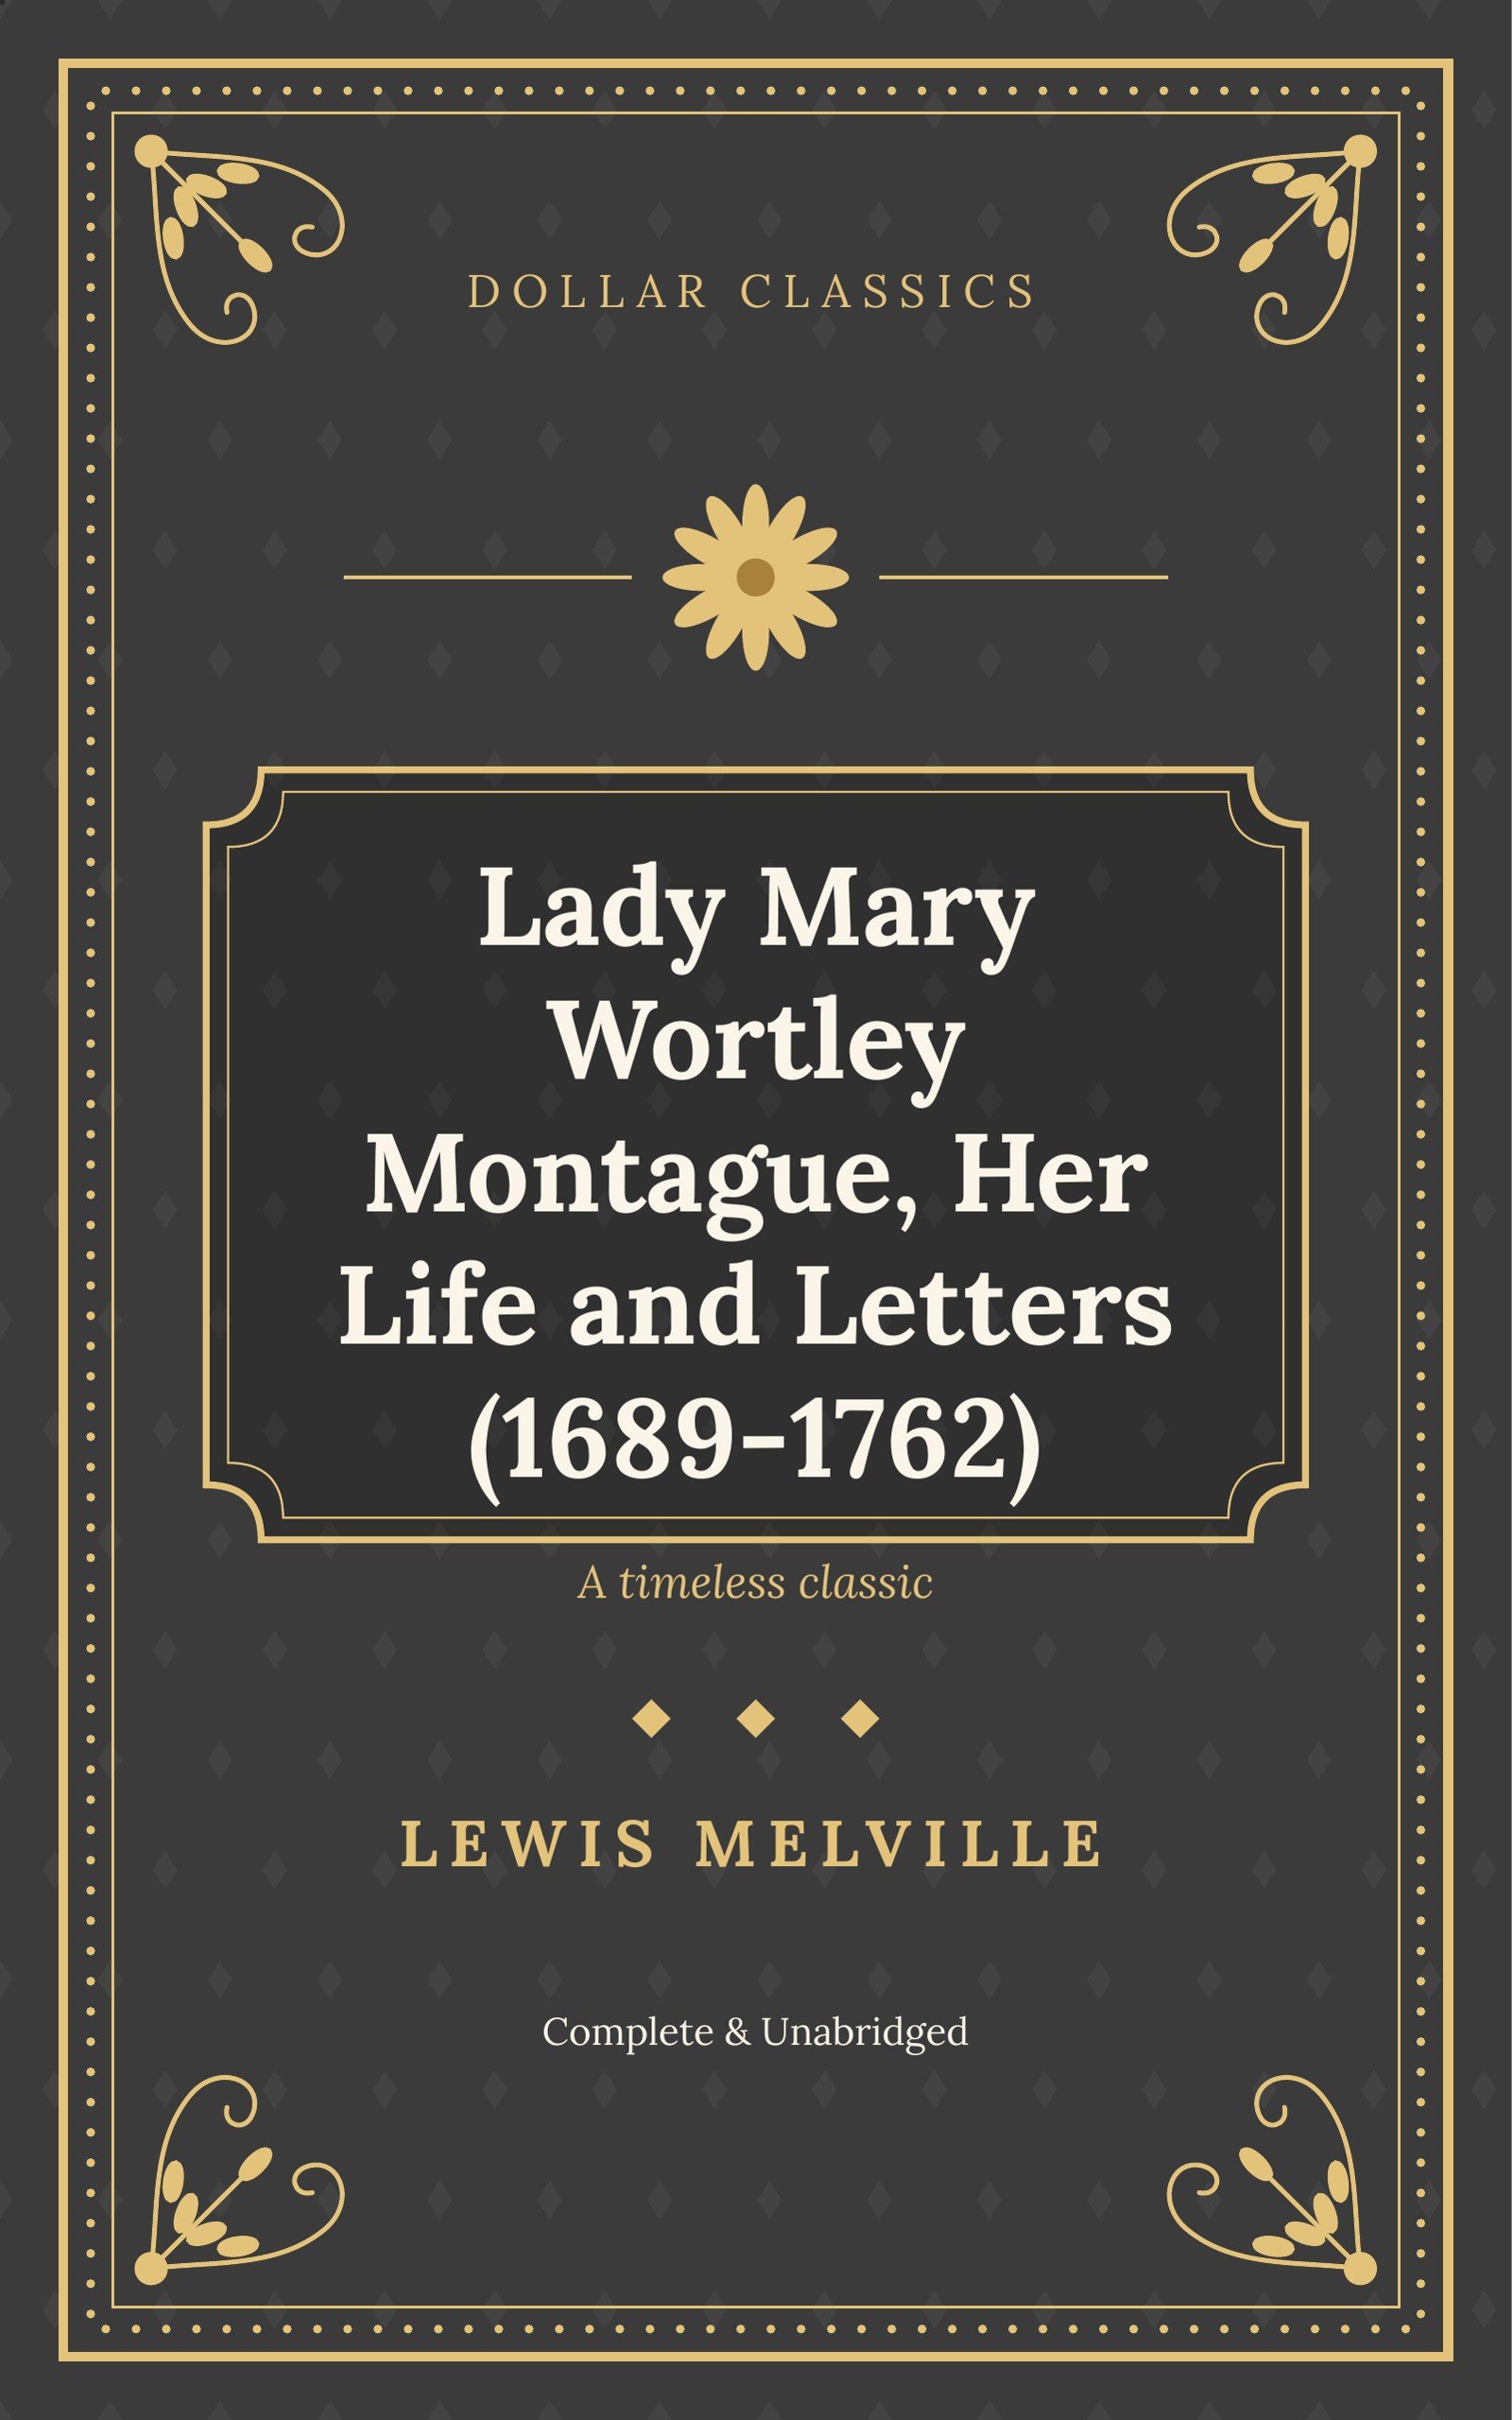 DOLLAR CLASSICS
Lady Mary
Wortley
Montague, Her
Life and Letters
(1689–1762)
A timeless classic
LEWIS MELVILLE
Complete & Unabridged